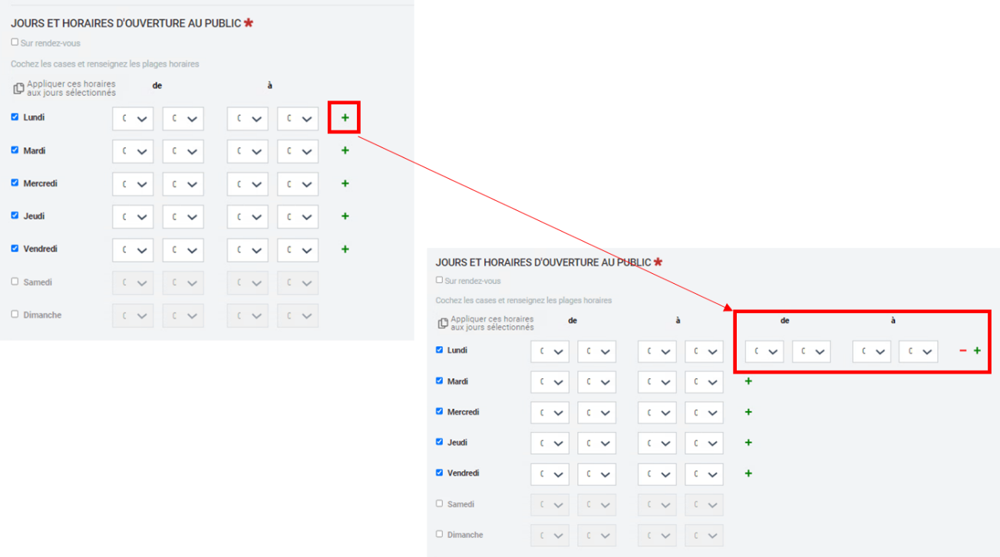 JOURS ET HORAIRES D'OUVERTURE AU PUBLIC *
Sur rendez-vous
Cochez les cases et renseignez les plages horaires
Appliquer ces horaires
aux jours sélectionnés
de à
Lundi
Mardi
Mercredi
Jeudi
Vendredi
Samedi
Dimanche
JOURS ET HORAIRES D'OUVERTURE AU PUBLIC *
Sur rendez-vous
Cochez les cases et renseignez les plages horaires
Appliquer ces horaires
aux jours sélectionnés
de à de à
Lundi
Mardi
Mercredi
Jeudi
Vendredi
Samedi
Dimanche